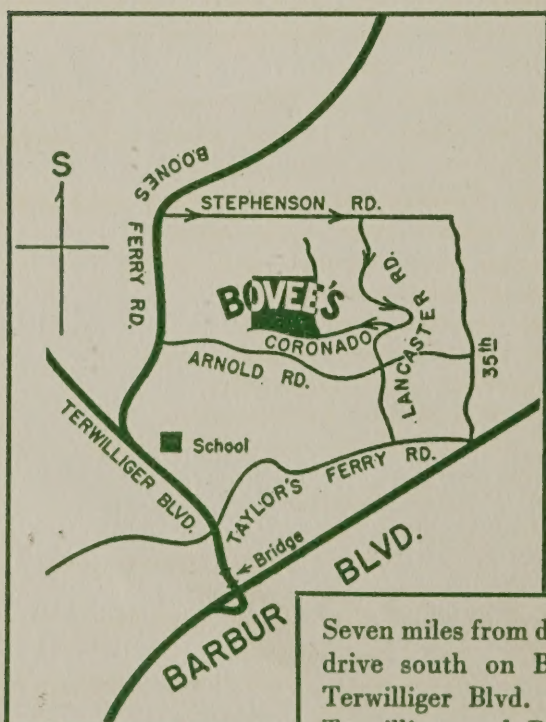 S
BOONES
FERRY RD.
STEPHENSON RD.
BOVEE'S
CORONADO
LANCASTER RD.
35th
ARNOLD RD.
TERWILLIGER BLVD.
School
TAYLOR'S FERRY RD.
Bridge
BARBUR BLVD.
Seven miles from
drive south on
Terwilliger Blvd.